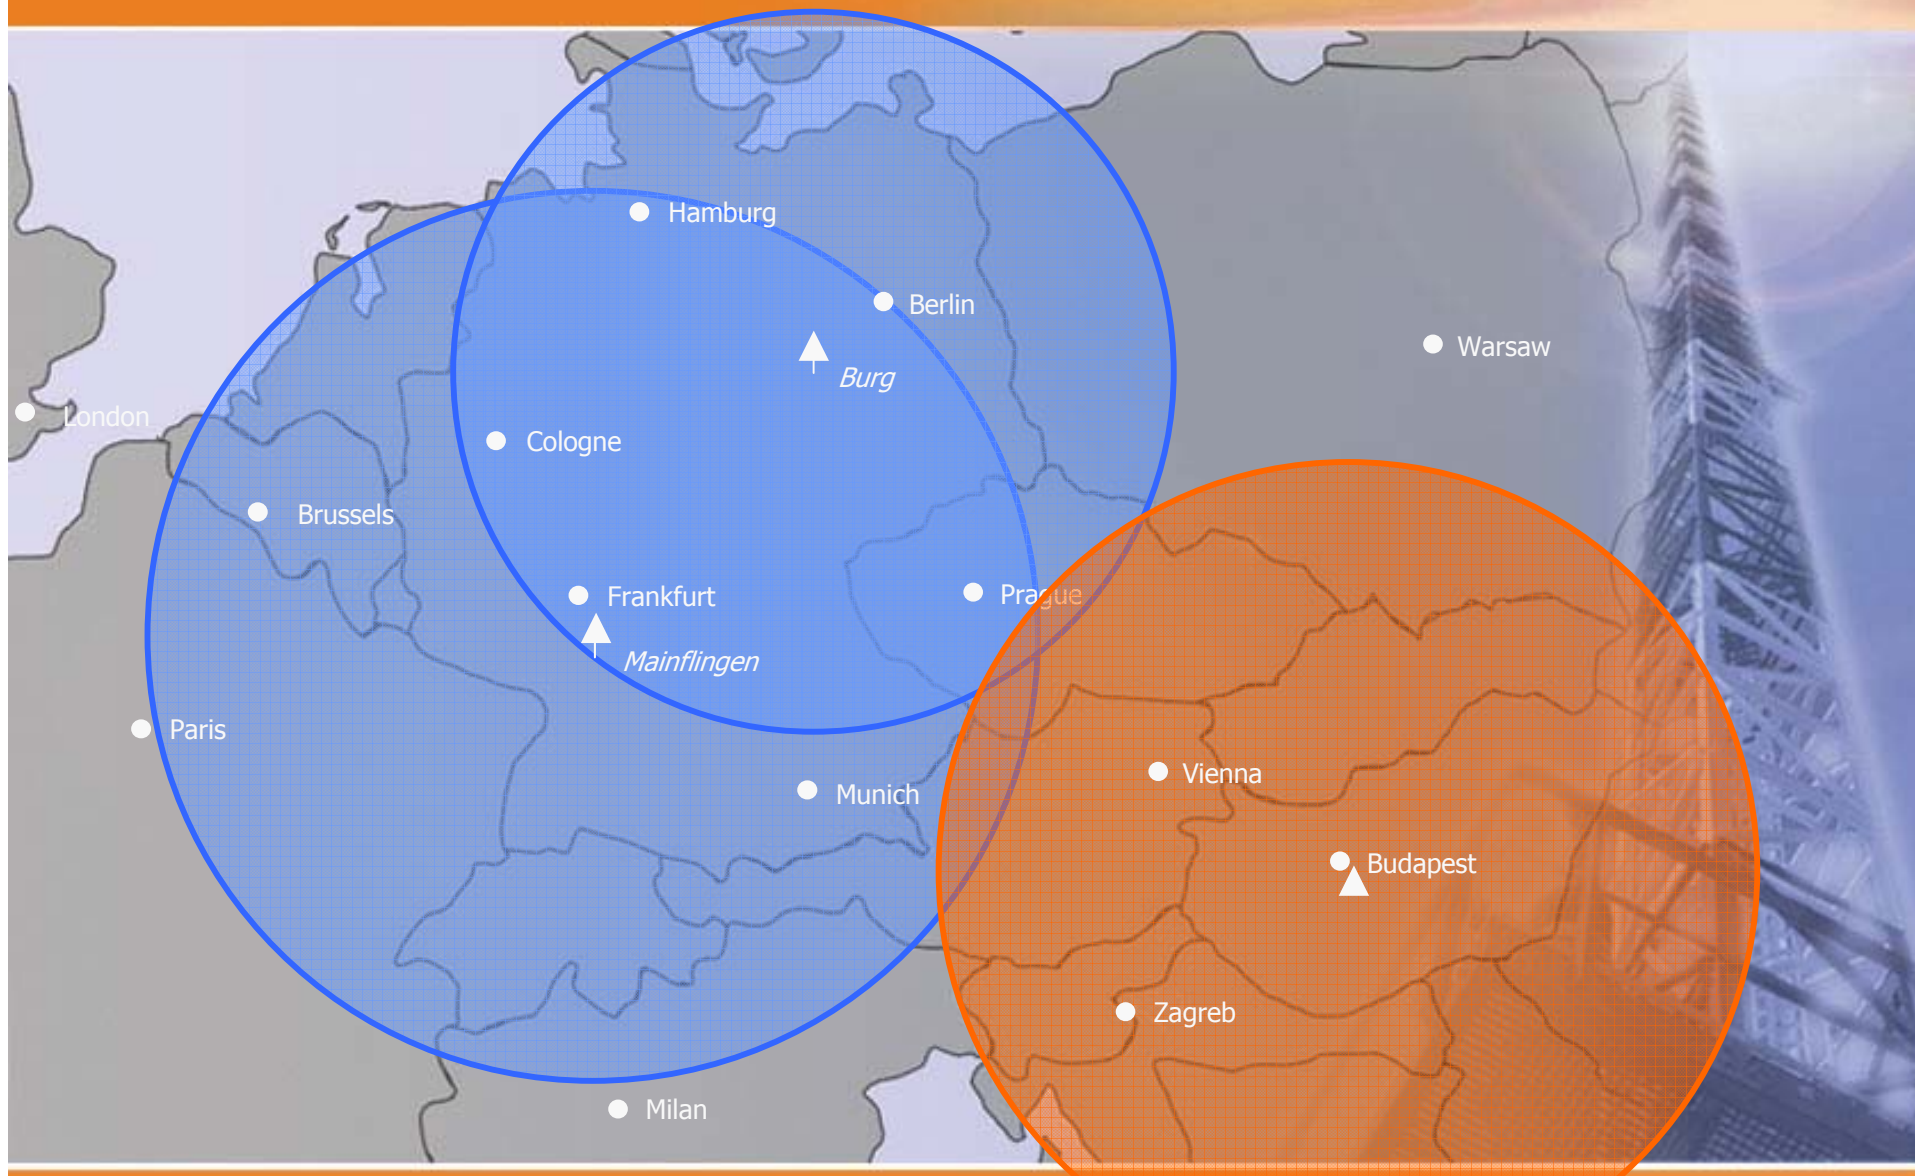 Hamburg
Berlin
Warsaw
Burg
London
Cologne
Brussels
Frankfurt
Prague
Mainflingen
Paris
Vienna
Munich
Budapest
Zagreb
Milan